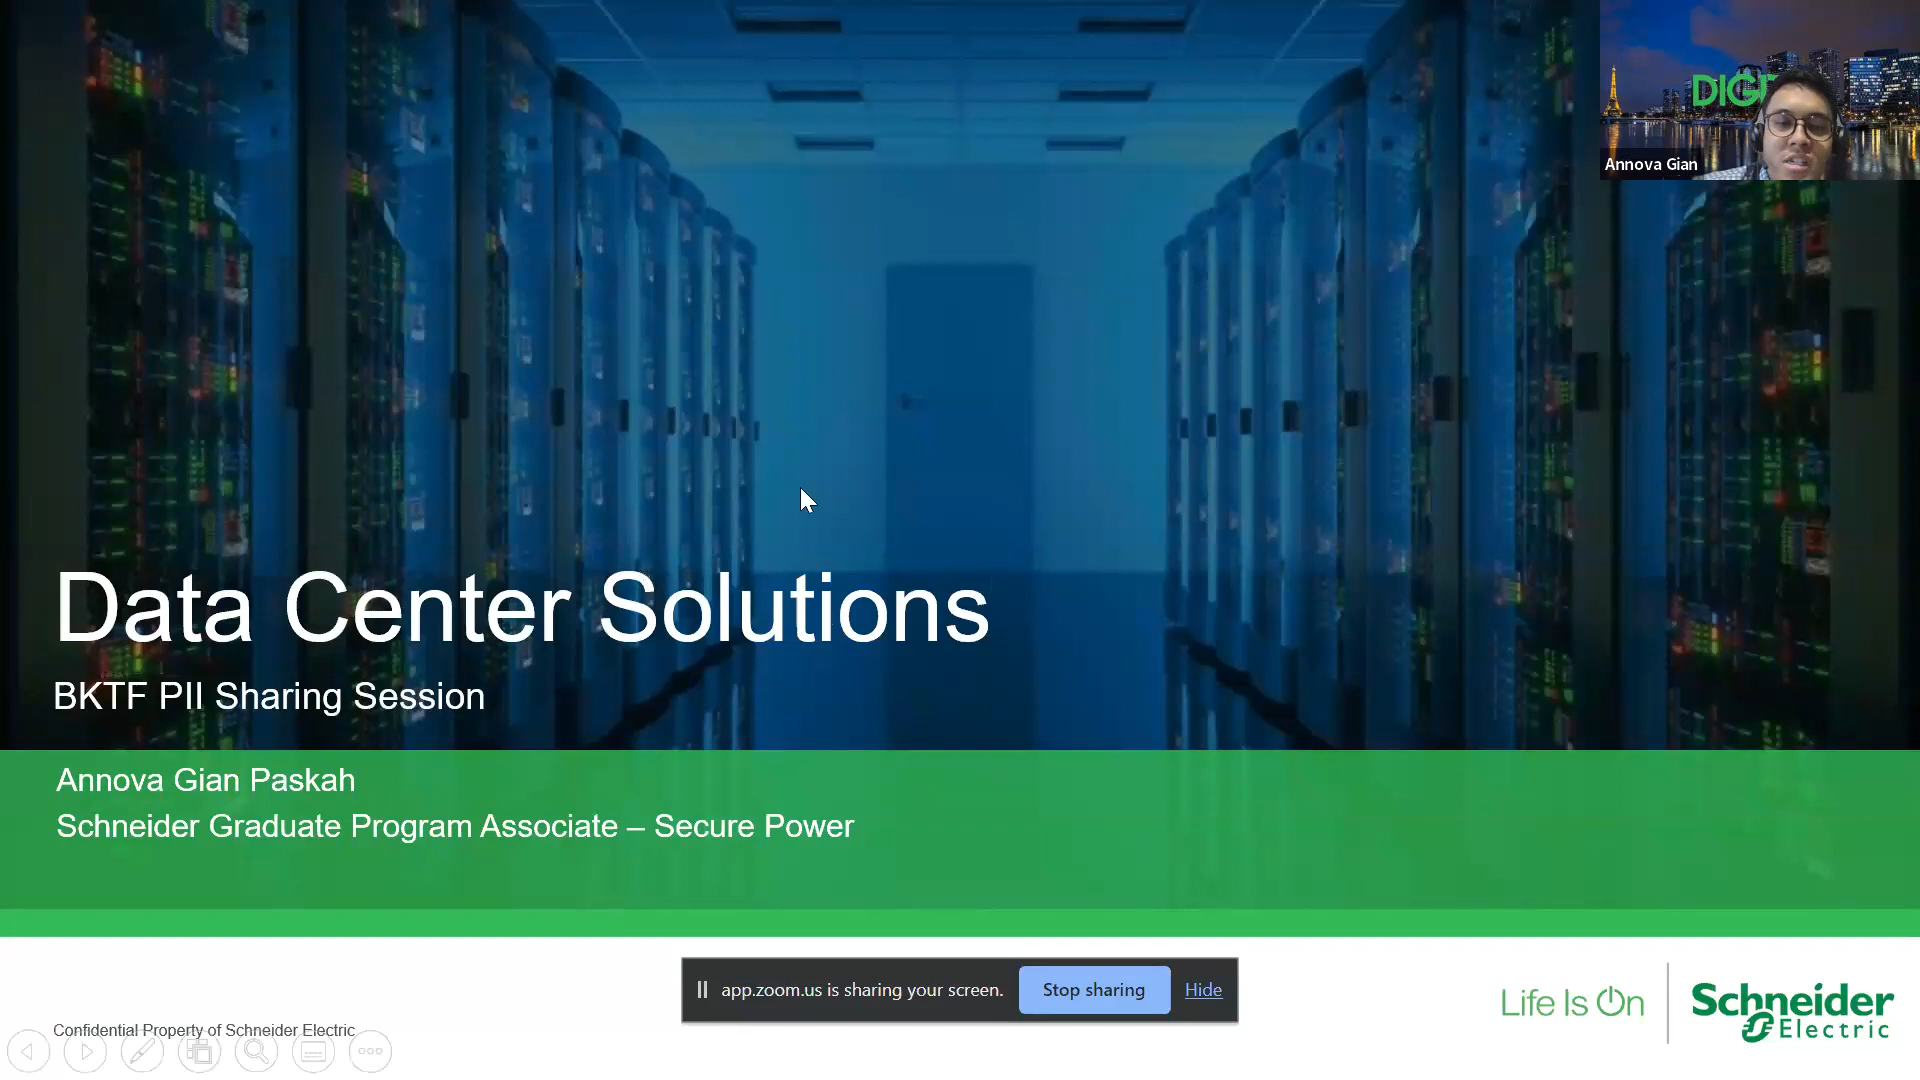 DIGI
Annova Gian
Data Center Solutions
BKTF PII Sharing Session
Annova Gian Paskah
Schneider Graduate Program Associate – Secure Power
app.zoom.us is sharing your screen.
Stop sharing
Hide
Life Is On
Schneider
Electric
Confidential Property of Schneider Electric